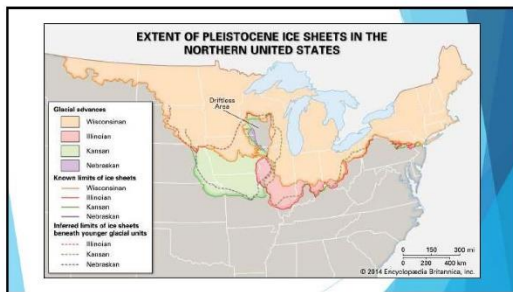 EXTENT OF PLEISTOCENE ICE SHEETS IN THE
NORTHERN UNITED STATES
Driftless
Area
Glacial advances
Wisconsinan
Illinoian
Kansan
Nebraskan
Known limits of ice sheets
Wisconsinan
Illinoian
Kansan
Nebraskan
Inferred limits of ice sheets
beneath younger glacial units
Illinoian
Kansan
Nebraskan
0 150 300 mi
0 200 400 km
© 2014 Encyclopædia Britannica, Inc.